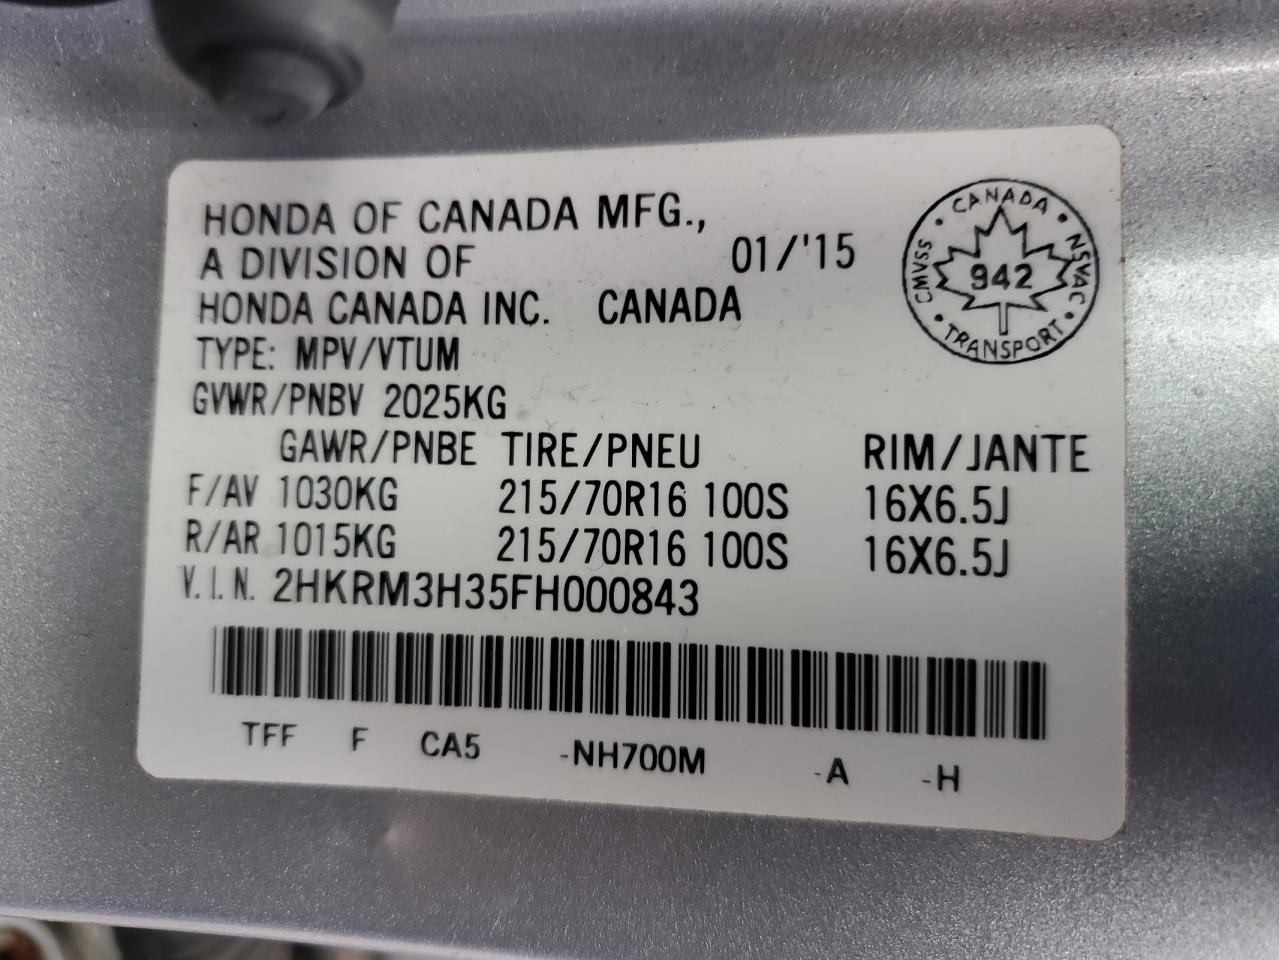 HONDA OF CANADA MFG.,
A DIVISION OF 01/'15
HONDA CANADA INC. CANADA
CANADA
CMVSS 942 NSVAC
TRANSPORT
TYPE: MPV/VTUM
GVWR/PNBV 2025KG
GAWR/PNBE TIRE/PNEU RIM/JANTE
F/AV 1030KG 215/70R16 100S 16X6.5J
R/AR 1015KG 215/70R16 100S 16X6.5J
V.I.N. 2HKRM3H35FH000843
TFF F CA5 -NH700M -A -H